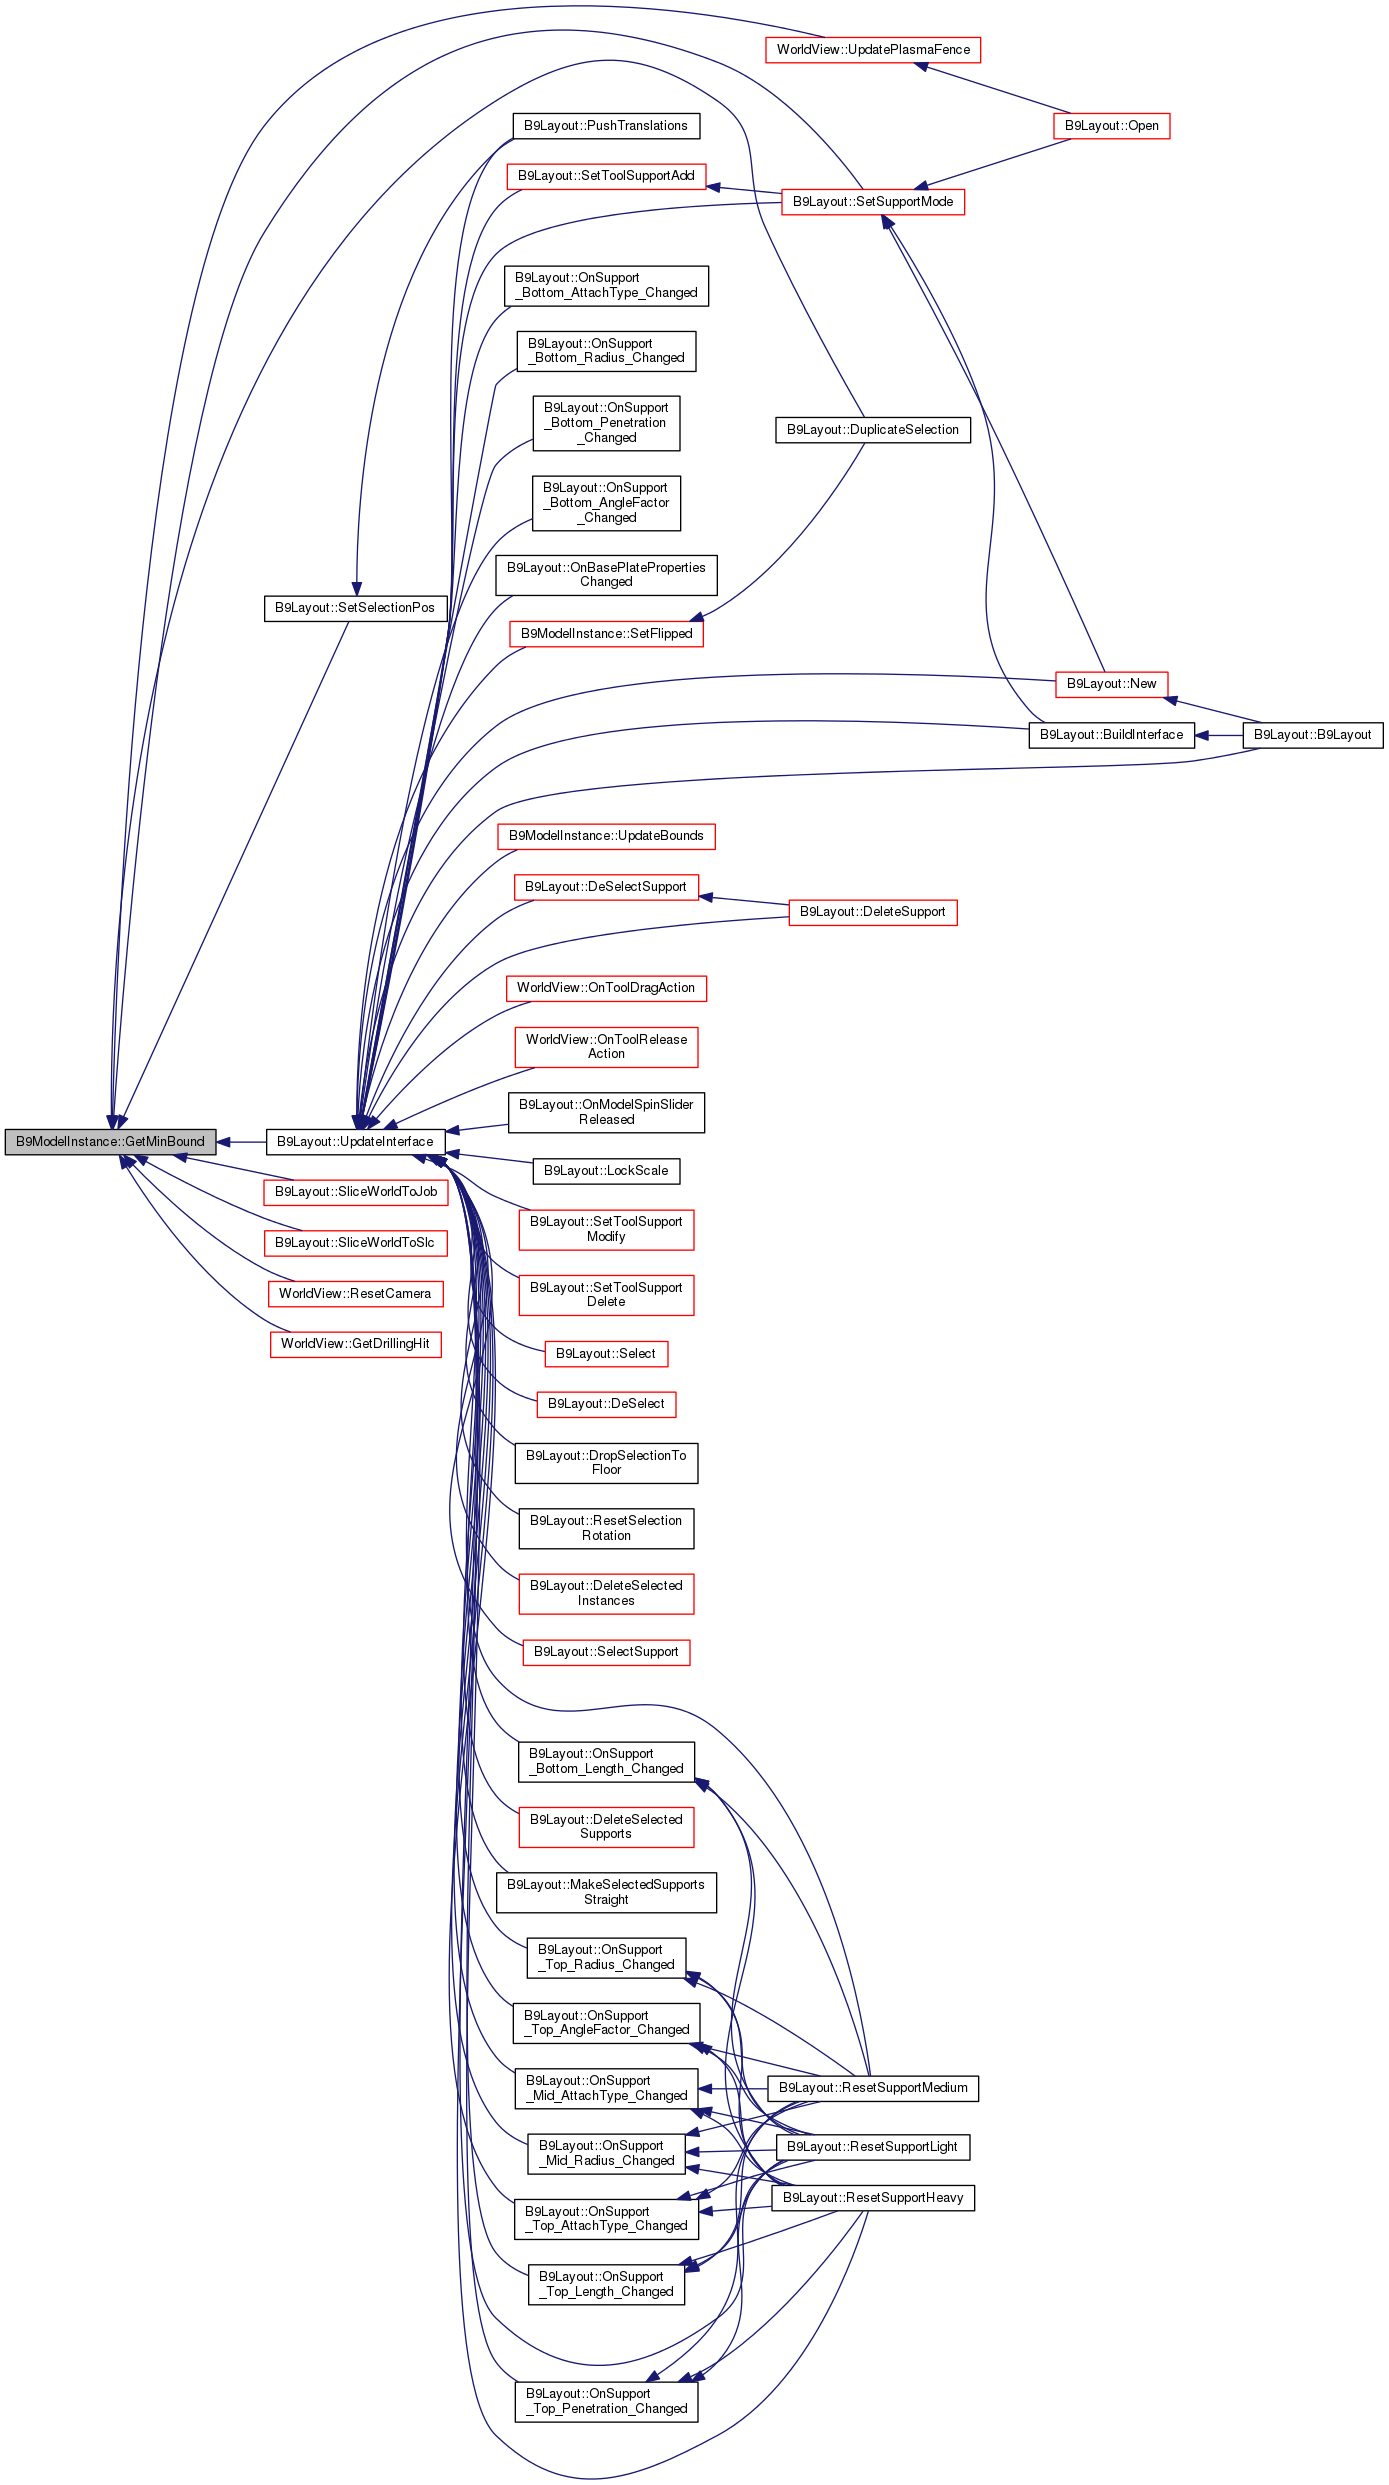 WorldView::UpdatePlasmaFence
B9Layout::Open
B9Layout::PushTranslations
B9Layout::SetToolSupportAdd
B9Layout::SetSupportMode
B9Layout::OnSupport
_Bottom_AttachType_Changed
B9Layout::OnSupport
_Bottom_Radius_Changed
B9Layout::OnSupport
_Bottom_Penetration
_Changed
B9Layout::DuplicateSelection
B9Layout::OnSupport
_Bottom_AngleFactor
_Changed
B9Layout::OnBasePlateProperties
Changed
B9Layout::SetSelectionPos
B9ModelInstance::SetFlipped
B9Layout::New
B9Layout::BuildInterface
B9Layout::B9Layout
B9ModelInstance::UpdateBounds
B9Layout::DeSelectSupport
B9Layout::DeleteSupport
WorldView::OnToolDragAction
WorldView::OnToolRelease
Action
B9Layout::OnModelSpinSlider
Released
B9ModelInstance::GetMinBound
B9Layout::UpdateInterface
B9Layout::LockScale
B9Layout::SliceWorldToJob
B9Layout::SetToolSupport
Modify
B9Layout::SliceWorldToSlc
WorldView::ResetCamera
B9Layout::SetToolSupport
Delete
WorldView::GetDrillingHit
B9Layout::Select
B9Layout::DeSelect
B9Layout::DropSelectionTo
Floor
B9Layout::ResetSelection
Rotation
B9Layout::DeleteSelected
Instances
B9Layout::SelectSupport
B9Layout::OnSupport
_Bottom_Length_Changed
B9Layout::DeleteSelected
Supports
B9Layout::MakeSelectedSupports
Straight
B9Layout::OnSupport
_Top_Radius_Changed
B9Layout::OnSupport
_Top_AngleFactor_Changed
B9Layout::OnSupport
_Mid_AttachType_Changed
B9Layout::ResetSupportMedium
B9Layout::OnSupport
_Mid_Radius_Changed
B9Layout::ResetSupportLight
B9Layout::ResetSupportHeavy
B9Layout::OnSupport
_Top_AttachType_Changed
B9Layout::OnSupport
_Top_Length_Changed
B9Layout::OnSupport
_Top_Penetration_Changed